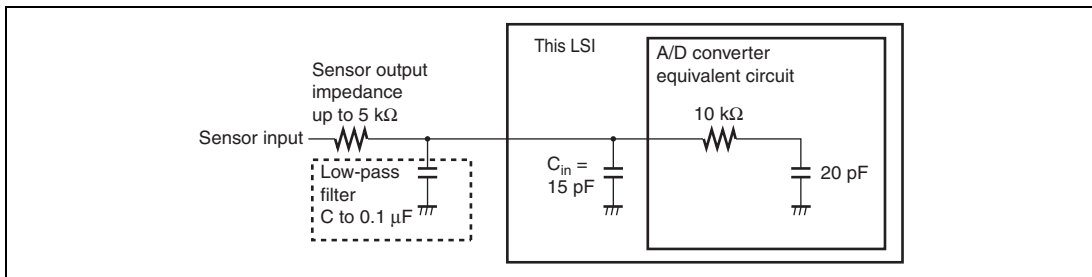 This LSI
A/D converter
equivalent circuit
Sensor output
impedance
up to 5 kΩ
10 kΩ
Sensor input
Low-pass
filter
C to 0.1 μF
Cin =
15 pF
20 pF